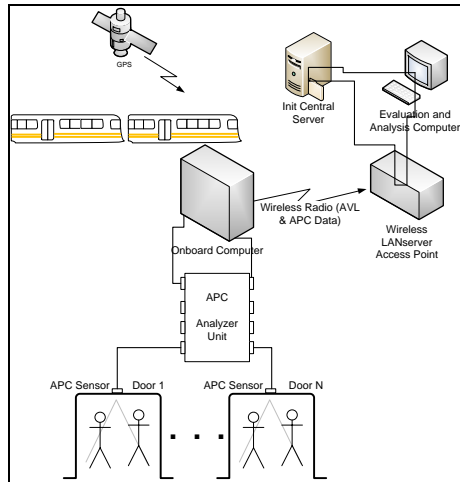 GPS
Init Central
Server
Evaluation and
Analysis Computer
Wireless Radio (AVL
& APC Data)
Wireless
LANserver
Access Point
Onboard Computer
APC
Analyzer
Unit
APC Sensor
Door 1
APC Sensor
Door N